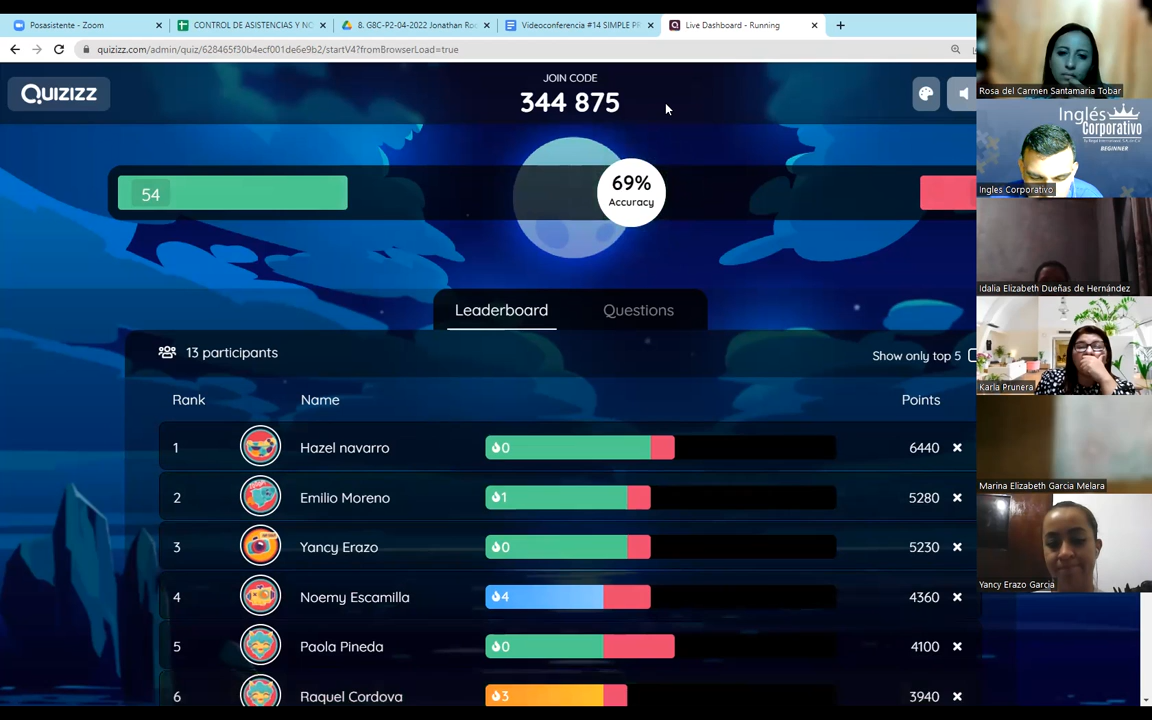 Posasistente - Zoom
CONTROL DE ASISTENCIAS Y NO
8. G8C-P2-04-2022 Jonathan Ro
Videoconferencia #14 SIMPLE PR
Live Dashboard - Running
quizizz.com/admin/quiz/628465f30b4ecf001de6e9b2/startV4?fromBrowserLoad=true
QUIZIZZ
JOIN CODE
344 875
54
69%
Accuracy
Leaderboard
Questions
13 participants
Show only top 5
Rank
Name
Points
1
Hazel navarro
0
6440
2
Emilio Moreno
1
5280
3
Yancy Erazo
0
5230
4
Noemy Escamilla
4
4360
5
Paola Pineda
0
4100
6
Raquel Cordova
3
3940
Rosa del Carmen Santamaria Tobar
Inglés
Corporativo
BEGINNER
Ingles Corporativo
Idalia Elizabeth Dueñas de Hernández
Karla Prunera
Marina Elizabeth Garcia Melara
Yancy Erazo Garcia